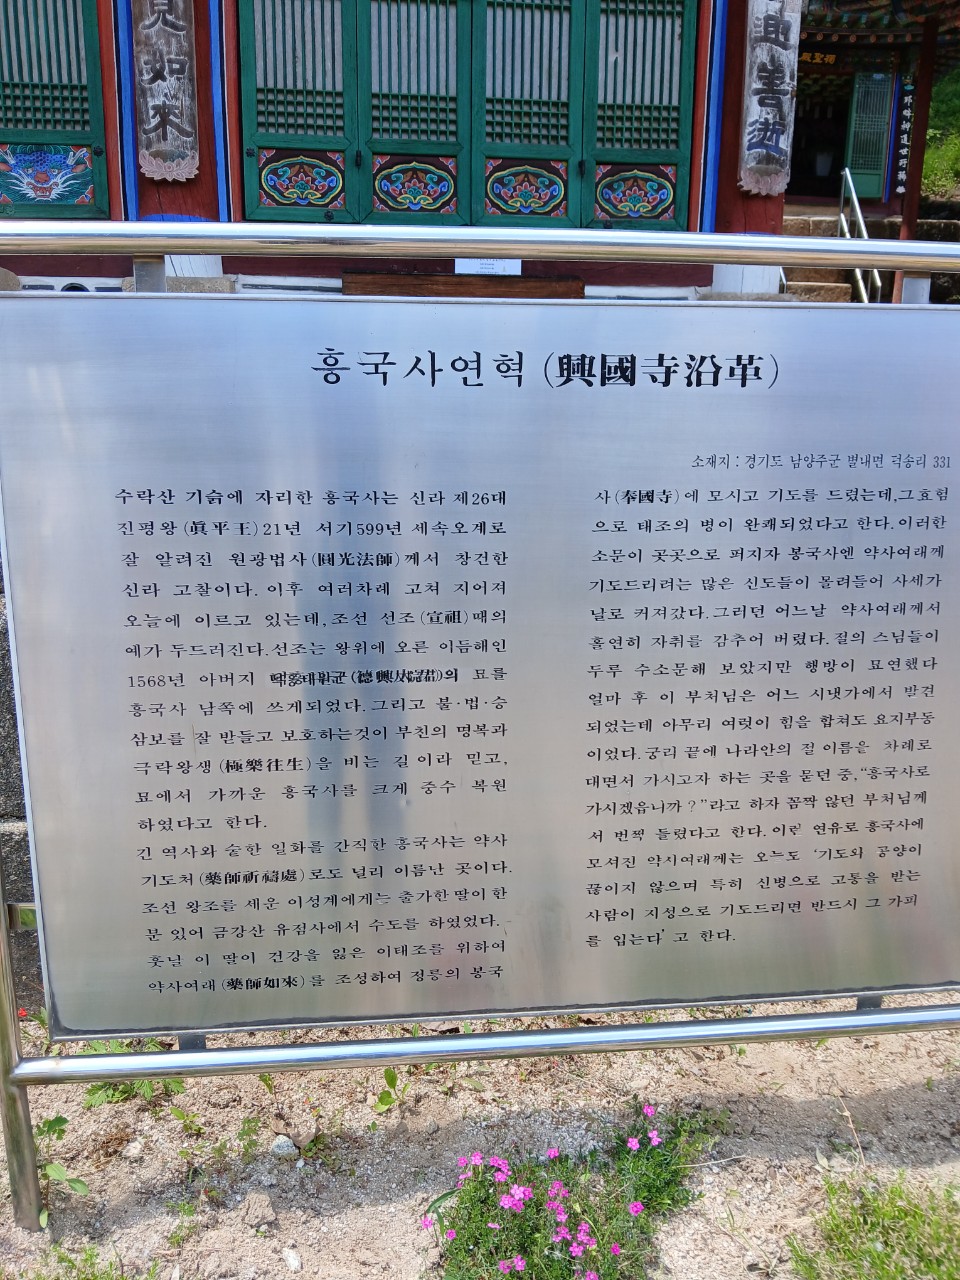 見如來
迎善逝
흥국사연혁 (興國寺沿革)
소재지 : 경기도 남양주군 별내면 덕송리 331
수락산 기슭에 자리한 흥국사는 신라 제26대
진평왕 (眞平王) 21년 서기599년 세속오계로
잘 알려진 원광법사 (圓光法師) 께서 창건한
신라 고찰이다. 이후 여러차례 고쳐 지어져
오늘에 이르고 있는데, 조선 선조 (宣祖) 때의
예가 두드러진다. 선조는 왕위에 오른 이듬해인
1568년 아버지 덕흥대원군 (德興大院君)의 묘를
흥국사 남쪽에 쓰게되었다. 그리고 불·법·승
삼보를 잘 받들고 보호하는것이 부친의 명복과
극락왕생 (極樂往生) 을 비는 길이라 믿고,
묘에서 가까운 흥국사를 크게 중수 복원
하였다고 한다.
긴 역사와 숱한 일화를 간직한 흥국사는 약사
기도처 (藥師祈禱處) 로도 널리 이름난 곳이다.
조선 왕조를 세운 이성계에게는 출가한 딸이 한
분 있어 금강산 유점사에서 수도를 하였었다.
훗날 이 딸이 건강을 잃은 이태조를 위하여
약사여래 (藥師如來) 를 조성하여 정릉의 봉국
사 (奉國寺) 에 모시고 기도를 드렸는데, 그효험
으로 태조의 병이 완쾌되었다고 한다. 이러한
소문이 곳곳으로 퍼지자 봉국사엔 약사여래께
기도드리려는 많은 신도들이 몰려들어 사세가
날로 커져갔다. 그러던 어느날 약사여래께서
홀연히 자취를 감추어 버렸다. 절의 스님들이
두루 수소문해 보았지만 행방이 묘연했다
얼마 후 이 부처님은 어느 시냇가에서 발견
되었는데 아무리 여럿이 힘을 합쳐도 요지부동
이었다. 궁리 끝에 나라안의 절 이름을 차례로
대면서 가시고자 하는 곳을 묻던 중, "흥국사로
가시겠읍니까 ? "라고 하자 꼼짝 않던 부처님께
서 번쩍 들렸다고 한다. 이런 연유로 흥국사에
모셔진 약사여래께는 오늘도 '기도와 공양이
끊이지 않으며 특히 신병으로 고통을 받는
사람이 지성으로 기도드리면 반드시 그 가피
를 입는다' 고 한다.